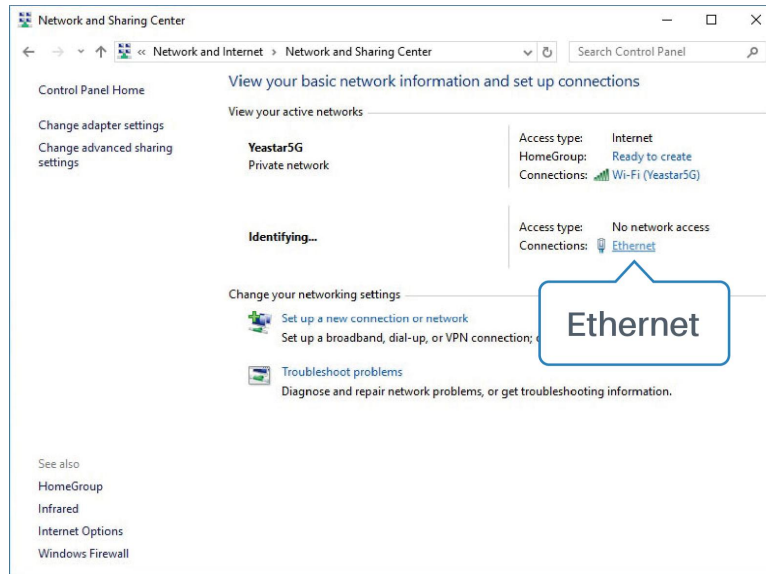 Network and Sharing Center
« Network and Internet › Network and Sharing Center
Search Control Panel
Control Panel Home
Change adapter settings
Change advanced sharing
settings
View your basic network information and set up connections
View your active networks
Yeastar5G
Private network
Access type: Internet
HomeGroup: Ready to create
Connections: Wi-Fi (Yeastar5G)
Identifying...
Access type: No network access
Connections: Ethernet
Ethernet
Change your networking settings
Set up a new connection or network
Set up a broadband, dial-up, or VPN connection;
Troubleshoot problems
Diagnose and repair network problems, or get troubleshooting information.
See also
HomeGroup
Infrared
Internet Options
Windows Firewall